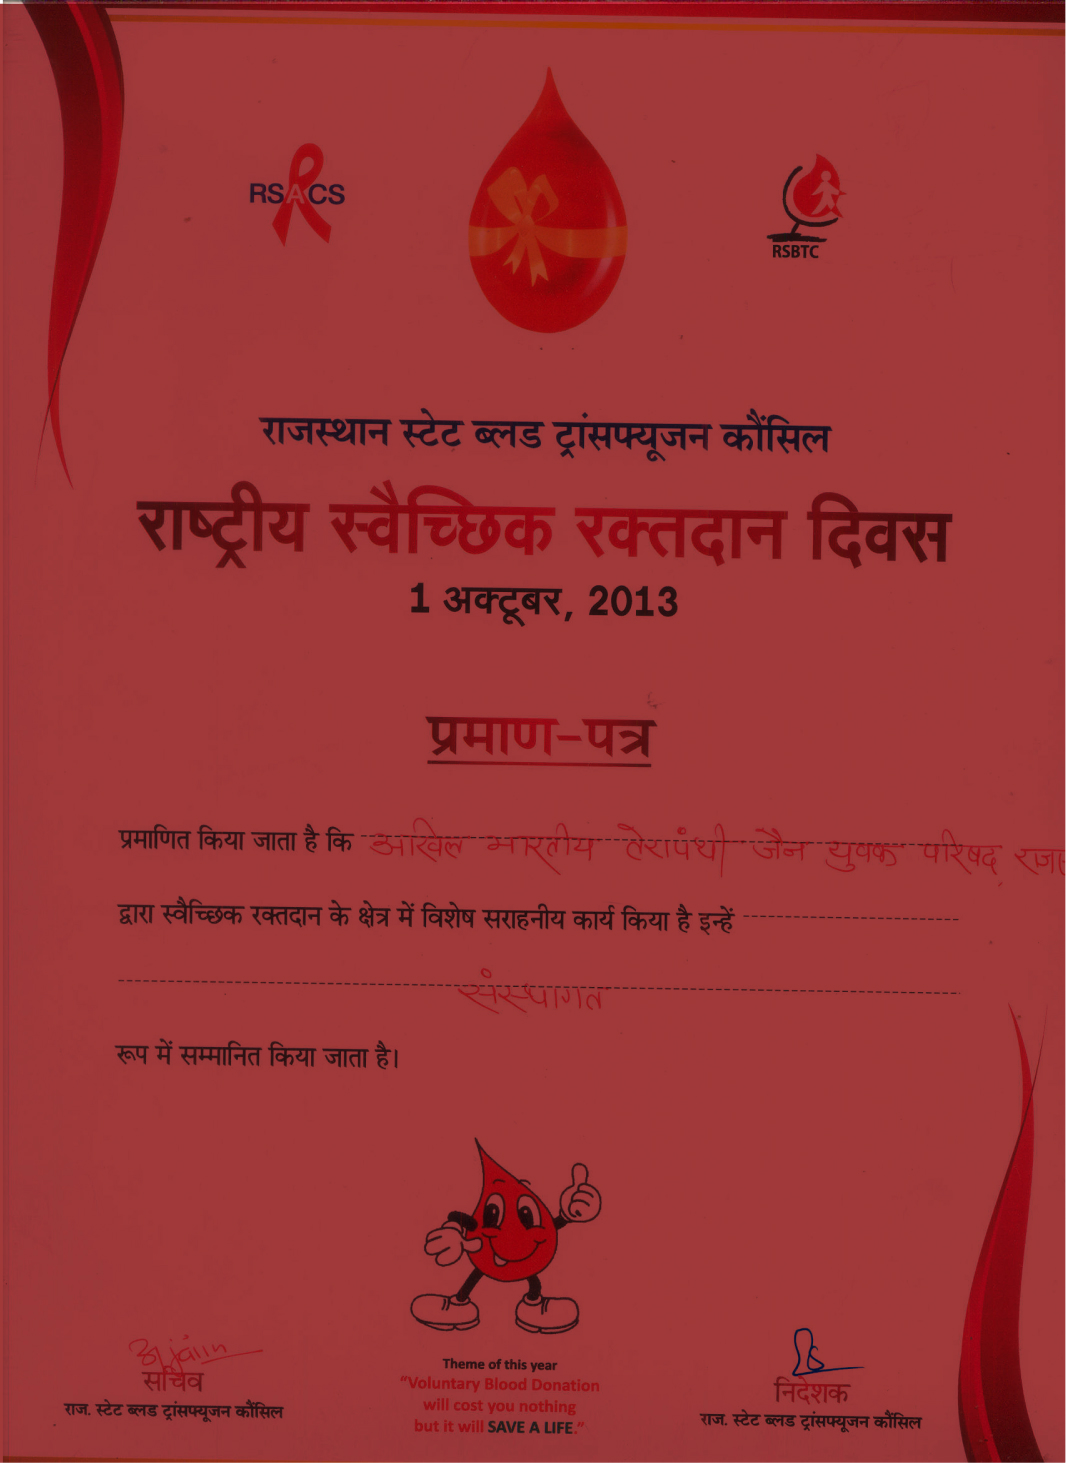 RSACS
RSBTC
राजस्थान स्टेट ब्लड ट्रांसफ्यूजन कौंसिल
राष्ट्रीय स्वैच्छिक रक्तदान दिवस
1 अक्टूबर, 2013
प्रमाण-पत्र
प्रमाणित किया जाता है कि अखिल भारतीय तेरापंथी जैन युवक परिषद्
द्वारा स्वैच्छिक रक्तदान के क्षेत्र में विशेष सराहनीय कार्य किया है इन्हें
संस्थागत
रूप में सम्मानित किया जाता है।
सचिव
राज. स्टेट ब्लड ट्रांसफ्यूजन कौंसिल
Theme of this year
"Voluntary Blood Donation
will cost you nothing
but it will SAVE A LIFE."
निदेशक
राज. स्टेट ब्लड ट्रांसफ्यूजन कौंसिल